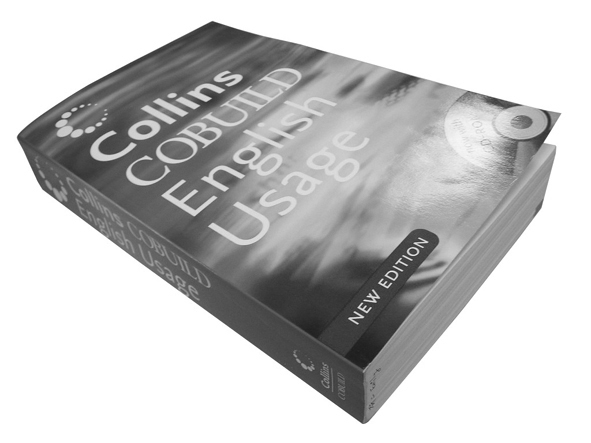 Collins
COBUILD
English
Usage
NEW EDITION
Collins COBUILD
English Usage
Collins
COBUILD